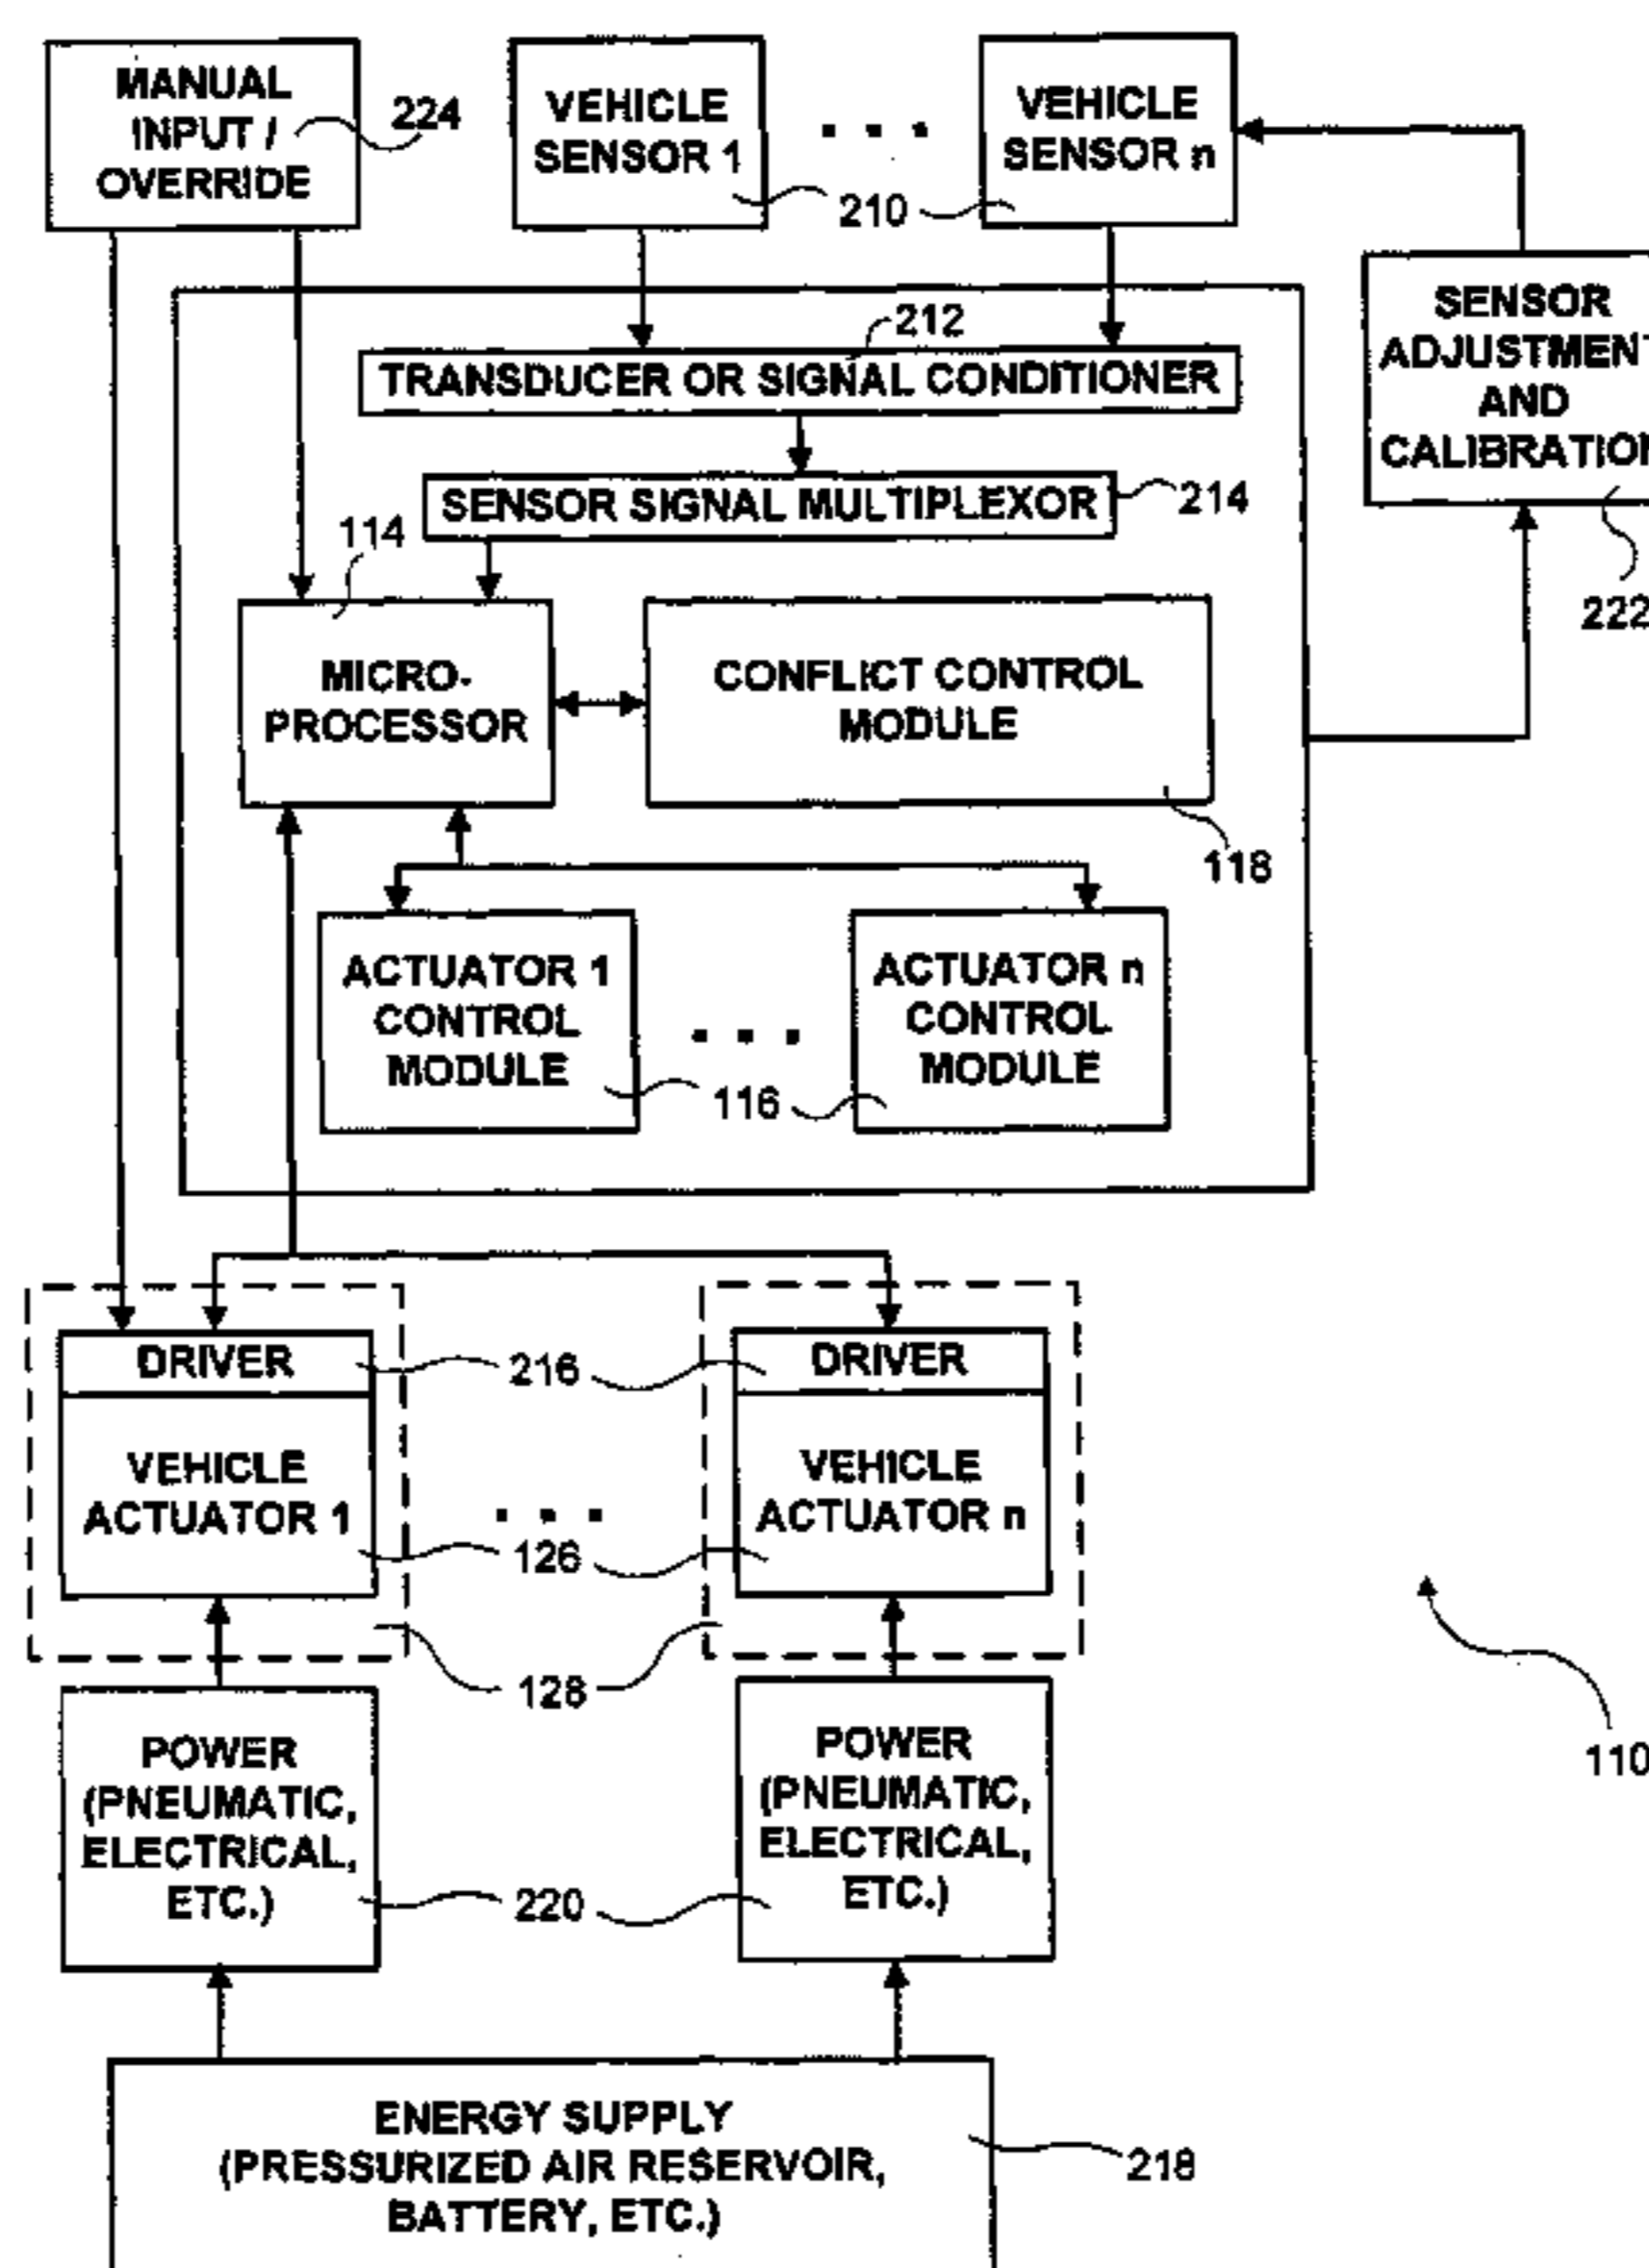 MANUAL
INPUT /
OVERRIDE
224
VEHICLE
SENSOR 1
. . .
VEHICLE
SENSOR n
210
SENSOR
ADJUSTMENT
AND
CALIBRATION
222
212
TRANSDUCER OR SIGNAL CONDITIONER
SENSOR SIGNAL MULTIPLEXOR
214
114
MICRO-
PROCESSOR
CONFLICT CONTROL
MODULE
118
ACTUATOR 1
CONTROL
MODULE
. . .
ACTUATOR n
CONTROL
MODULE
116
DRIVER
216
DRIVER
VEHICLE
ACTUATOR 1
. . .
VEHICLE
ACTUATOR n
126
128
110
POWER
(PNEUMATIC,
ELECTRICAL,
ETC.)
POWER
(PNEUMATIC,
ELECTRICAL,
ETC.)
220
ENERGY SUPPLY
(PRESSURIZED AIR RESERVOIR,
BATTERY, ETC.)
218